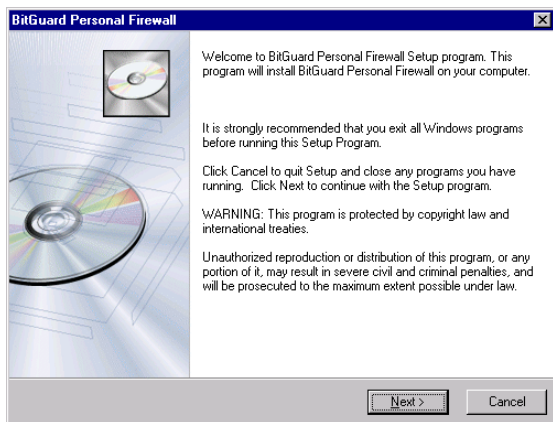 BitGuard Personal Firewall
Welcome to BitGuard Personal Firewall Setup program. This
program will install BitGuard Personal Firewall on your computer.
It is strongly recommended that you exit all Windows programs
before running this Setup Program.
Click Cancel to quit Setup and close any programs you have
running. Click Next to continue with the Setup program.
WARNING: This program is protected by copyright law and
international treaties.
Unauthorized reproduction or distribution of this program, or any
portion of it, may result in severe civil and criminal penalties, and
will be prosecuted to the maximum extent possible under law.
Next >
Cancel